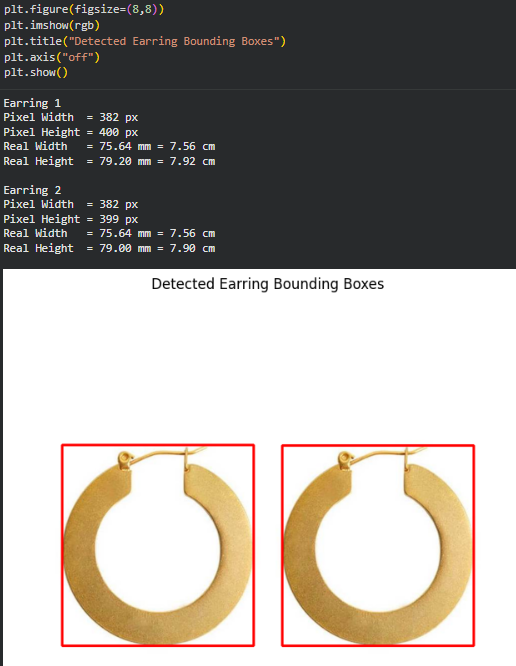 plt.figure(figsize=(8,8))
plt.imshow(rgb)
plt.title("Detected Earring Bounding Boxes")
plt.axis("off")
plt.show()
Earring 1
Pixel Width  = 382 px
Pixel Height = 400 px
Real Width   = 75.64 mm = 7.56 cm
Real Height  = 79.20 mm = 7.92 cm
Earring 2
Pixel Width  = 382 px
Pixel Height = 399 px
Real Width   = 75.64 mm = 7.56 cm
Real Height  = 79.00 mm = 7.90 cm
Detected Earring Bounding Boxes